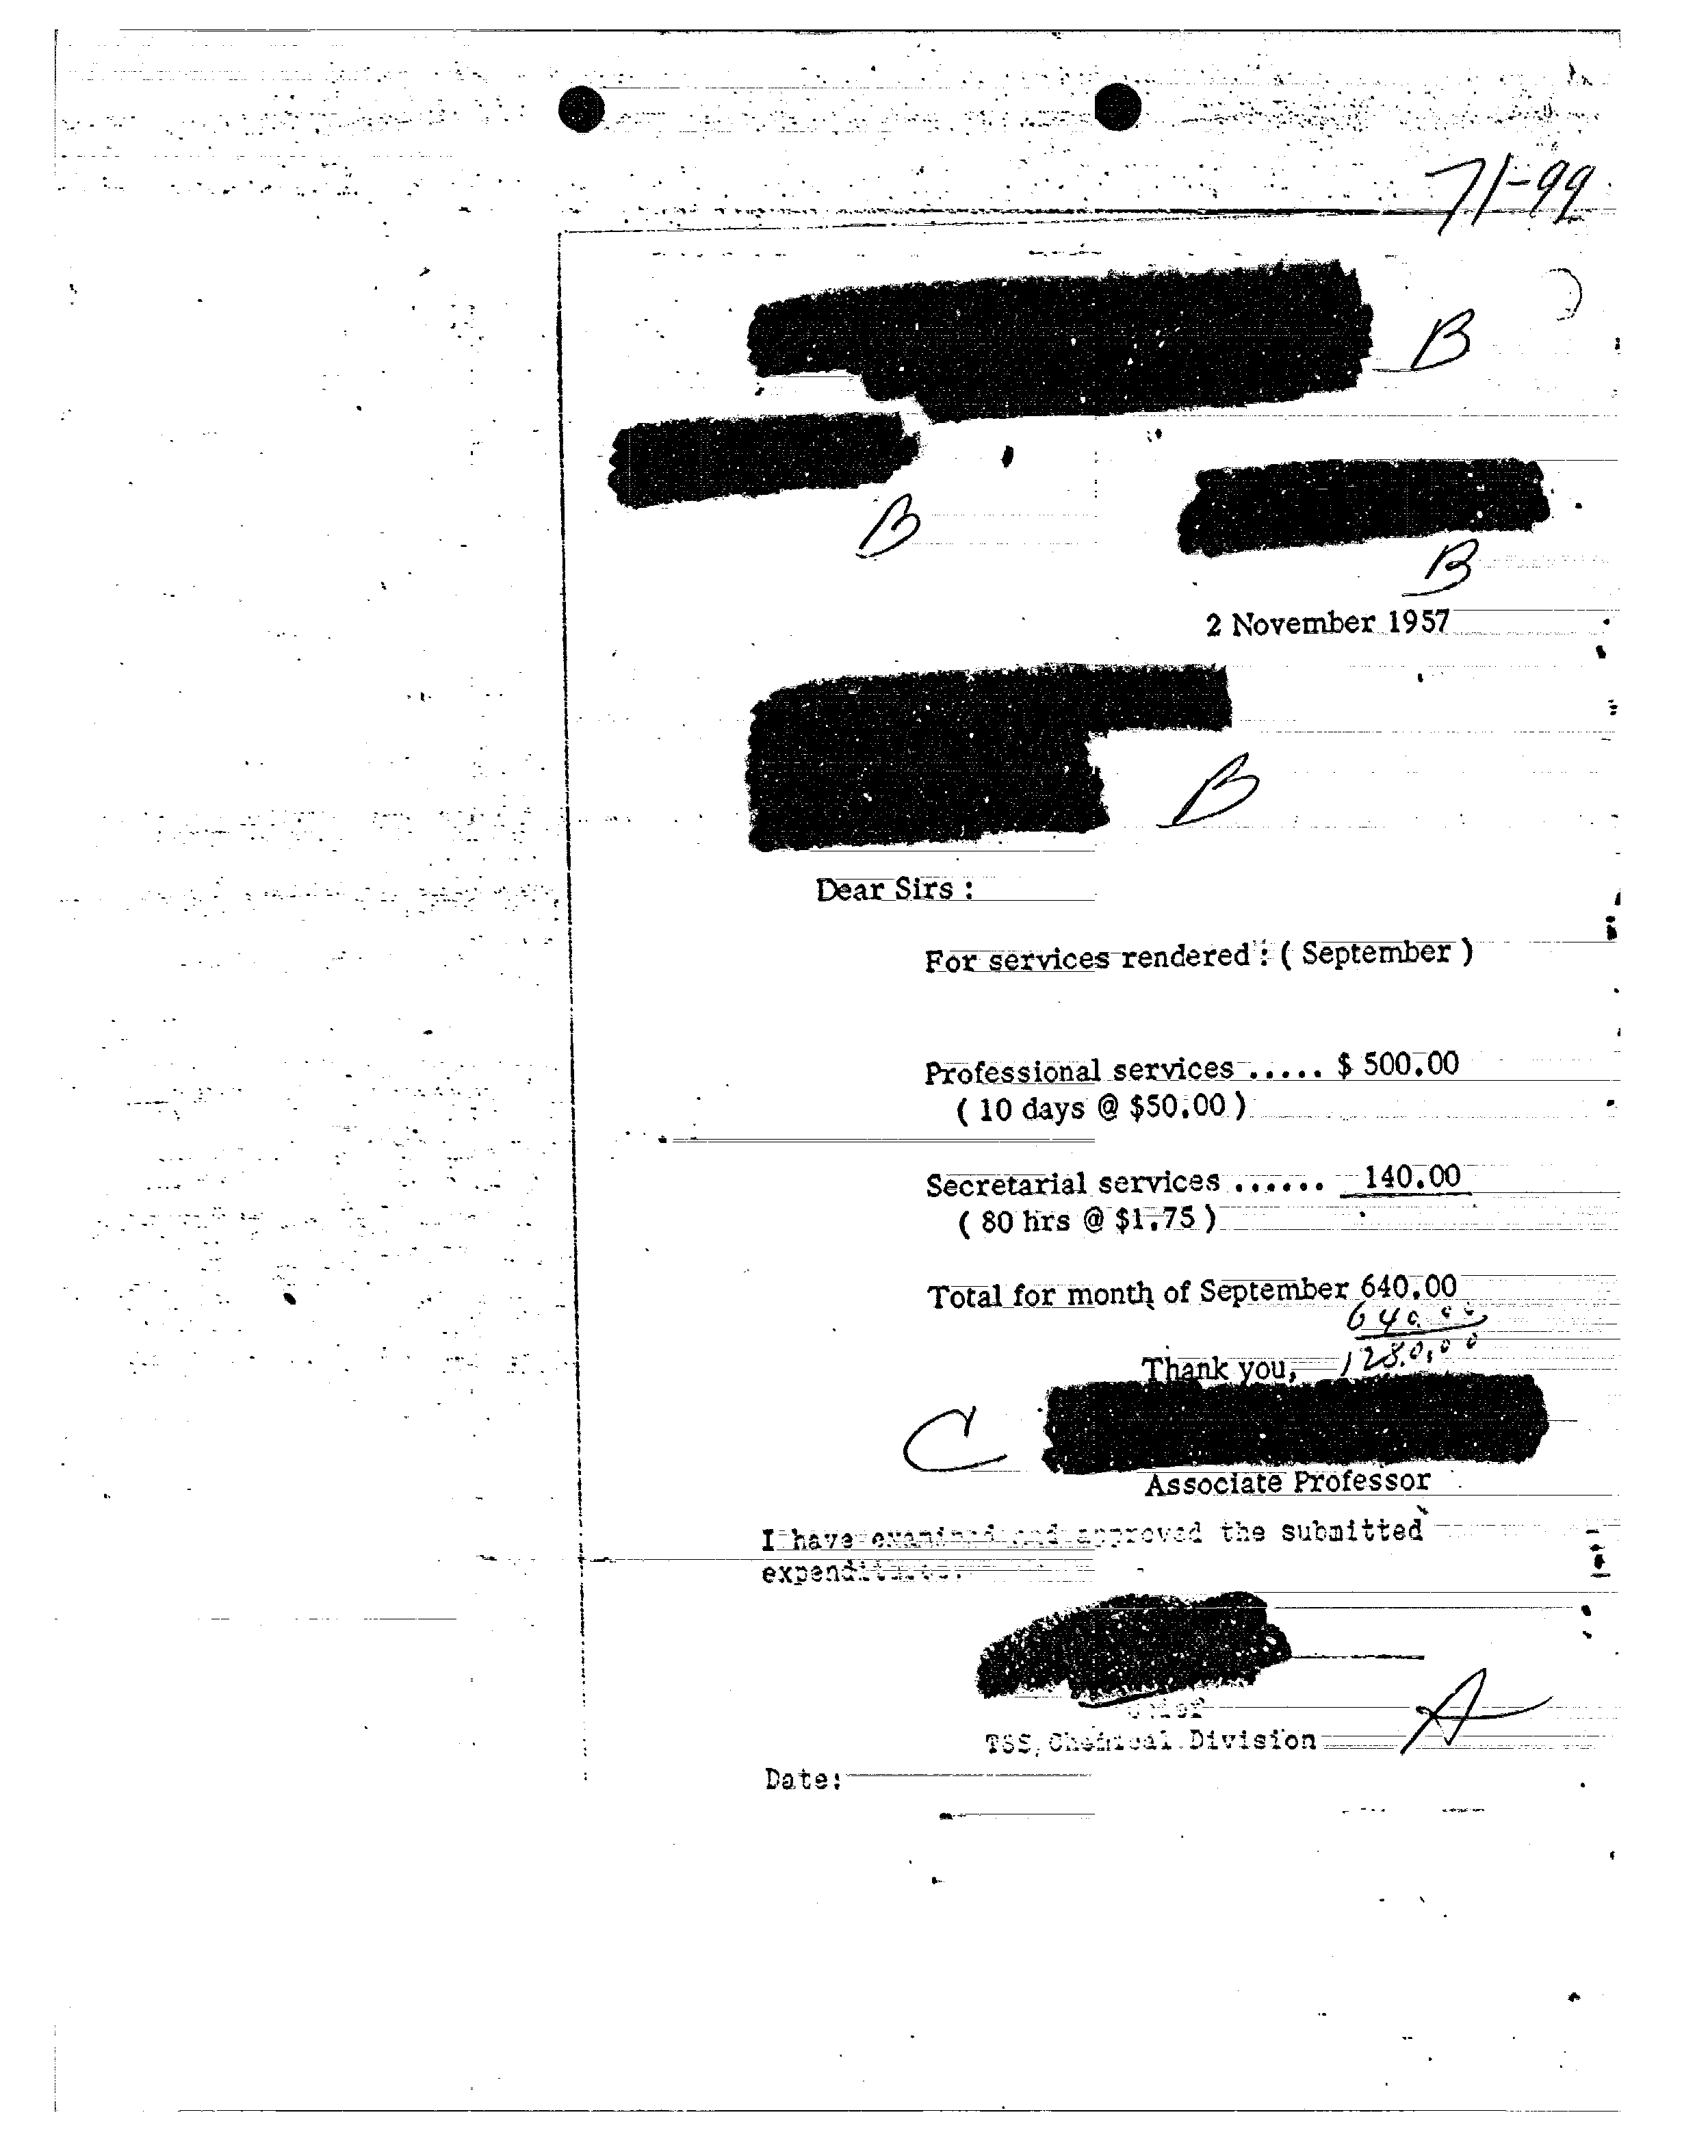 71-99
B
B
B
2 November 1957
B
Dear Sirs :
For services rendered : ( September )
Professional services ..... $ 500.00
( 10 days @ $50.00 )
Secretarial services ...... 140.00
( 80 hrs @ $1.75 )
Total for month of September 640.00
640.00
Thank you, 1280.00
C
Associate Professor
I have examined and approved the submitted
expenditures.
Chief
TSS, Chemical Division A
Date: